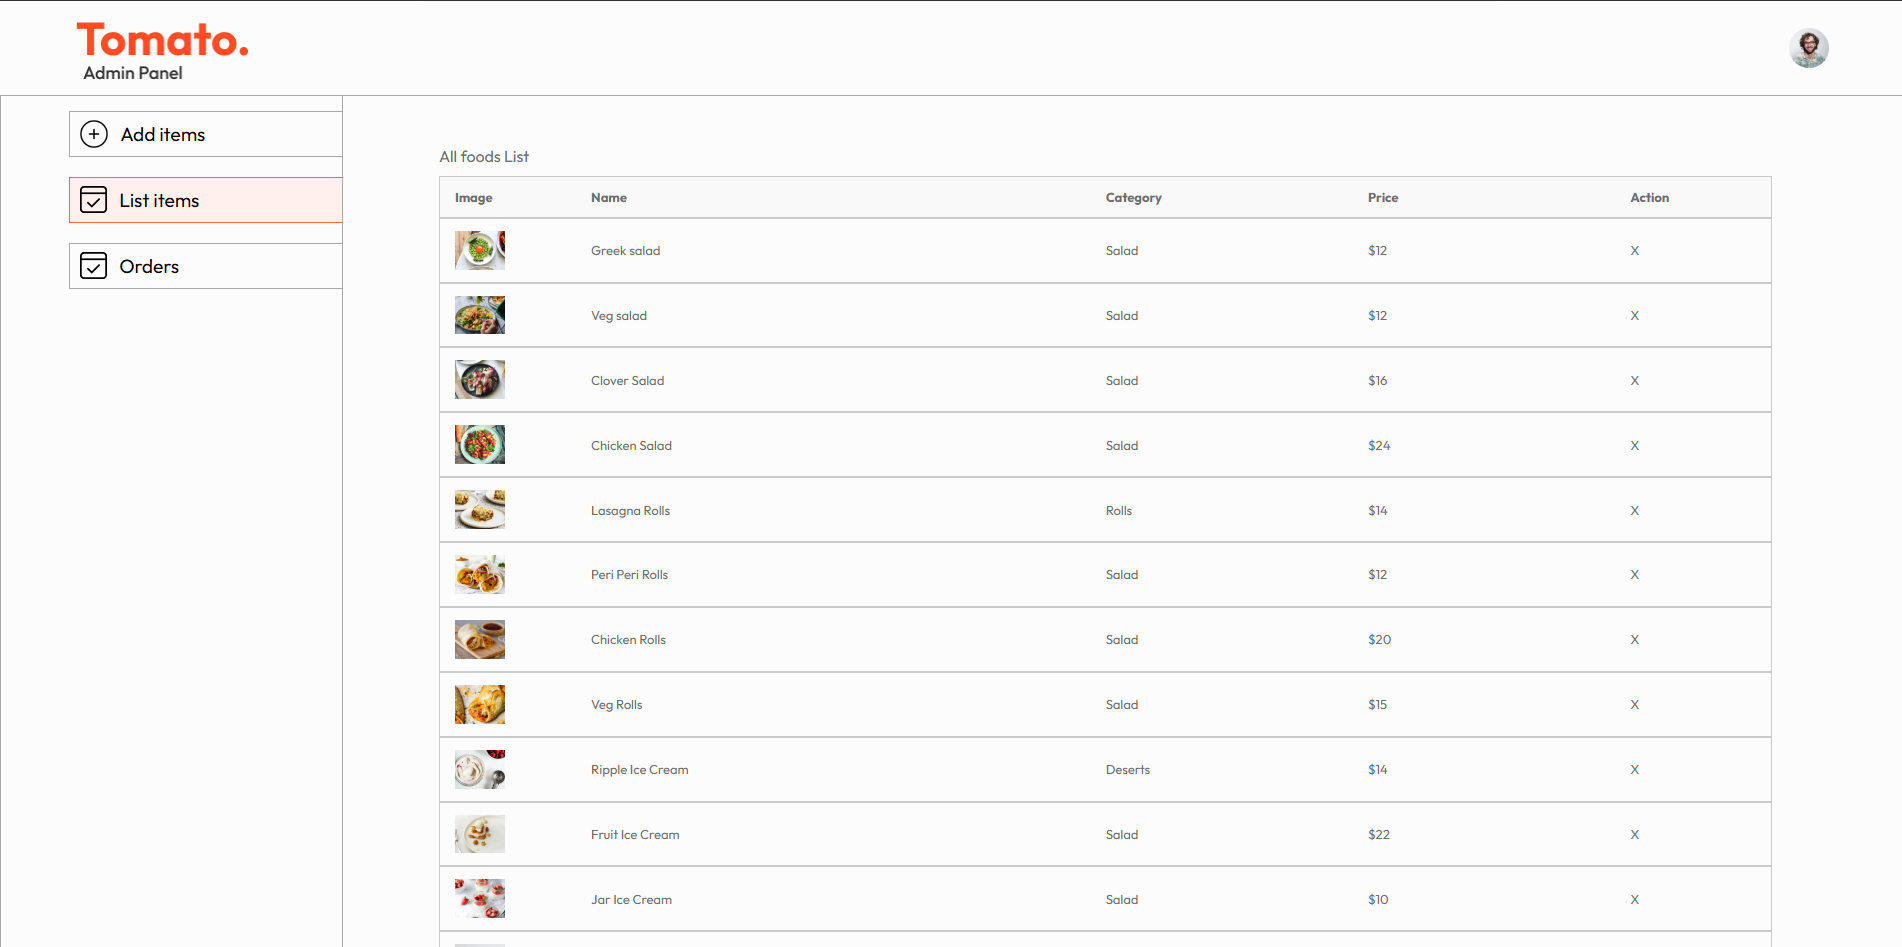 Tomato.
Admin Panel
Add items
List items
Orders
All foods List
Image Name Category Price Action
Greek salad Salad $12 X
Veg salad Salad $12 X
Clover Salad Salad $16 X
Chicken Salad Salad $24 X
Lasagna Rolls Rolls $14 X
Peri Peri Rolls Salad $12 X
Chicken Rolls Salad $20 X
Veg Rolls Salad $15 X
Ripple Ice Cream Deserts $14 X
Fruit Ice Cream Salad $22 X
Jar Ice Cream Salad $10 X